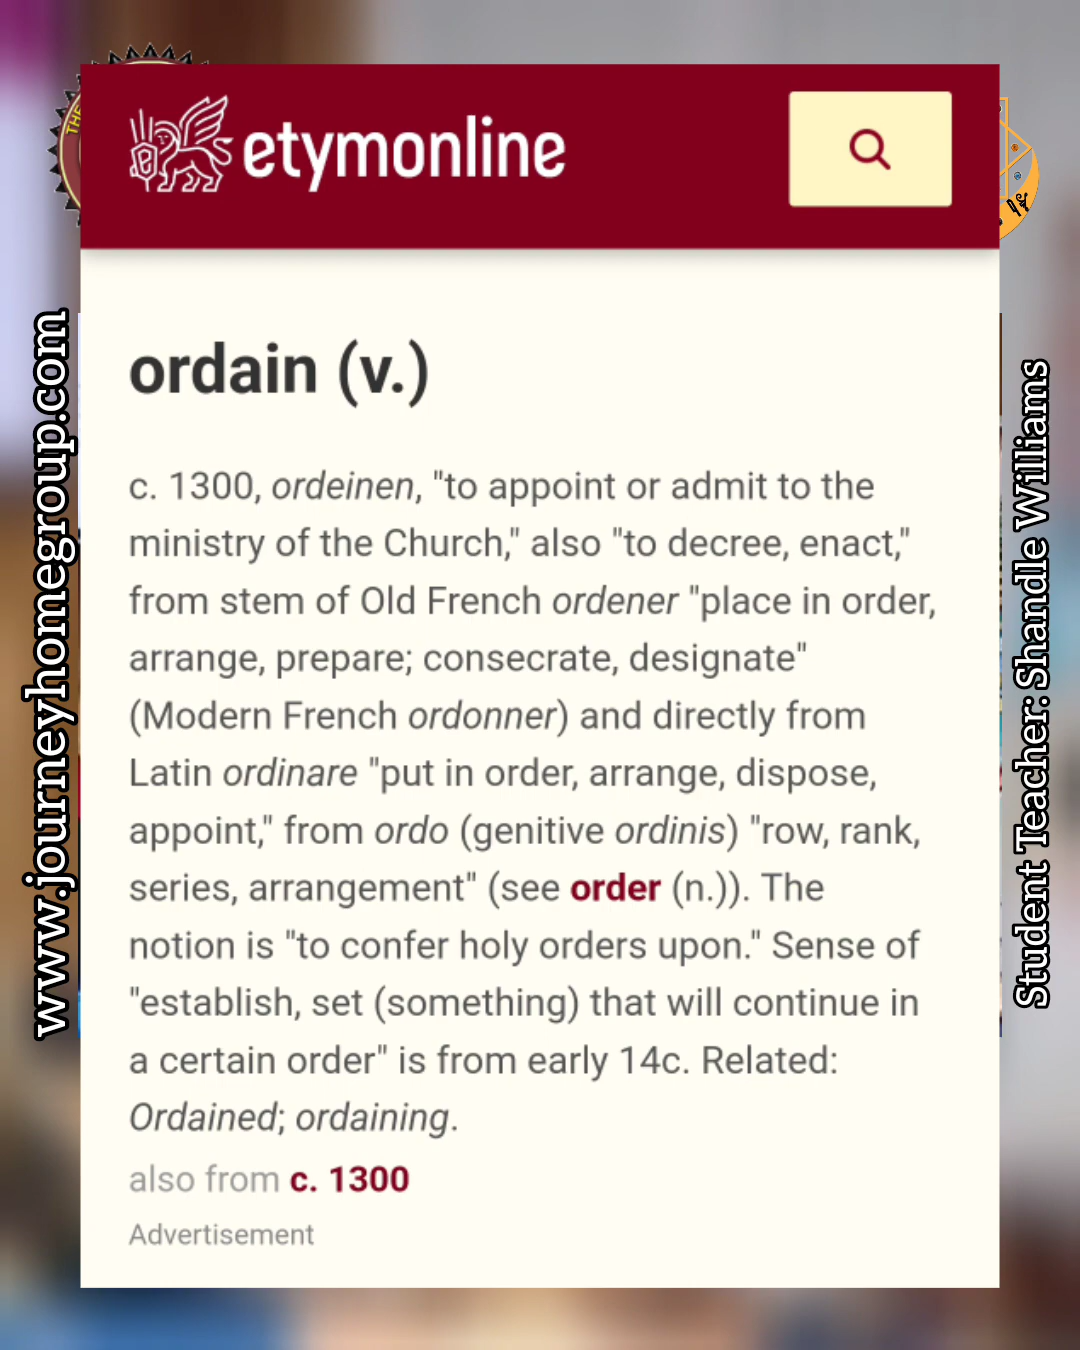 THE
etymonline
ordain (v.)
c. 1300, ordeinen, "to appoint or admit to the
ministry of the Church," also "to decree, enact,"
from stem of Old French ordener "place in order,
arrange, prepare; consecrate, designate"
(Modern French ordonner) and directly from
Latin ordinare "put in order, arrange, dispose,
appoint," from ordo (genitive ordinis) "row, rank,
series, arrangement" (see order (n.)). The
notion is "to confer holy orders upon." Sense of
"establish, set (something) that will continue in
a certain order" is from early 14c. Related:
Ordained; ordaining.
also from c. 1300
Advertisement
www.journeyhomegroup.com
Student Teacher: Shandle Williams